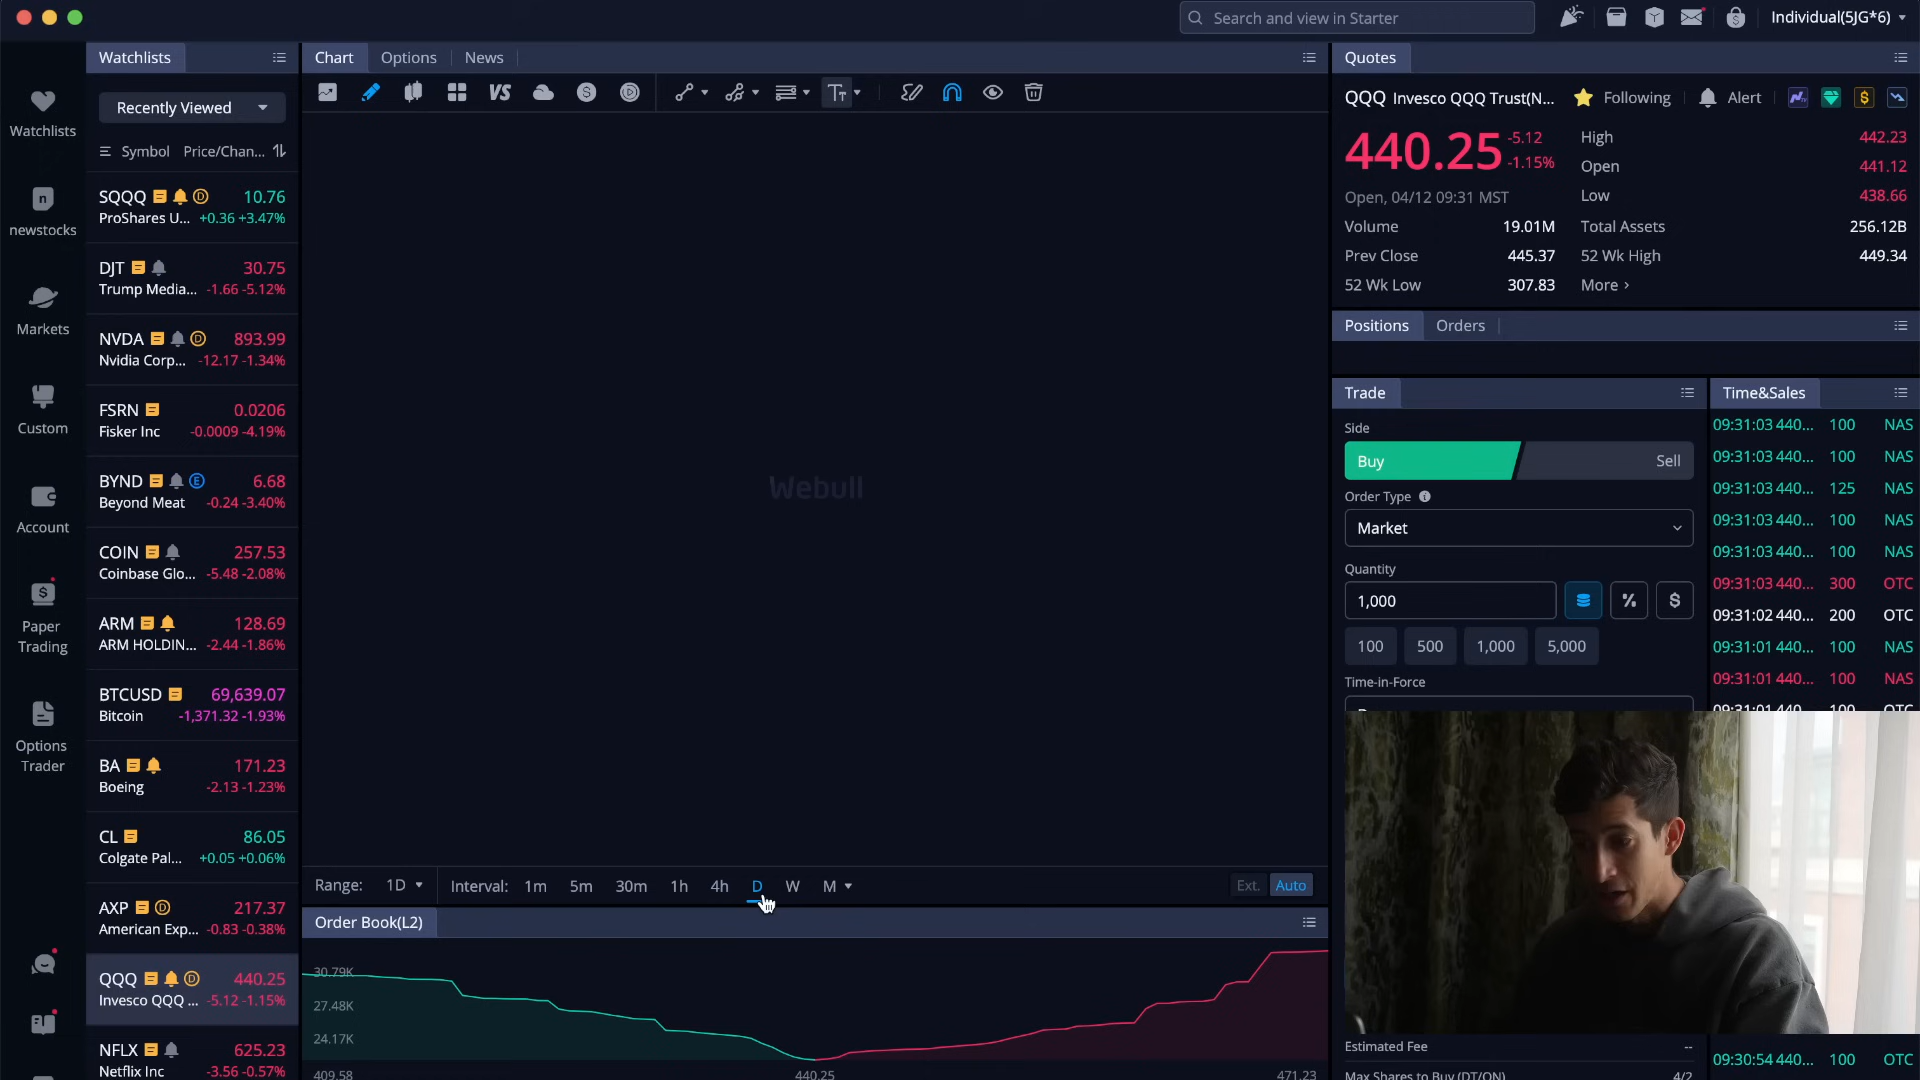 Search and view in Starter
Individual(5JG*6)
Watchlists
Chart
Options
News
Quotes
Recently Viewed
VS
QQQ Invesco QQQ Trust(N...
Following
Alert
Watchlists
Symbol Price/Chan...
440.25
-5.12
-1.15%
High 442.23
Open 441.12
Low 438.66
Open, 04/12 09:31 MST
Volume 19.01M
Total Assets 256.12B
Prev Close 445.37
52 Wk High 449.34
52 Wk Low 307.83
More >
newstocks
Markets
Custom
Account
Paper
Trading
Options
Trader
SQQQ 10.76
ProShares U... +0.36 +3.47%
DJT 30.75
Trump Media... -1.66 -5.12%
NVDA 893.99
Nvidia Corp... -12.17 -1.34%
FSRN 0.0206
Fisker Inc -0.0009 -4.19%
BYND 6.68
Beyond Meat -0.24 -3.40%
COIN 257.53
Coinbase Glo... -5.48 -2.08%
ARM 128.69
ARM HOLDIN... -2.44 -1.86%
BTCUSD 69,639.07
Bitcoin -1,371.32 -1.93%
BA 171.23
Boeing -2.13 -1.23%
CL 86.05
Colgate Pal... +0.05 +0.06%
AXP 217.37
American Exp... -0.83 -0.38%
QQQ 440.25
Invesco QQQ ... -5.12 -1.15%
NFLX 625.23
Netflix Inc -3.56 -0.57%
Webull
Range: 1D
Interval: 1m 5m 30m 1h 4h D W M
Ext. Auto
Order Book(L2)
30.79K
27.48K
24.17K
409.58 440.25 471.23
Positions
Orders
Trade
Side
Buy
Sell
Order Type
Market
Quantity
1,000
%
$
100 500 1,000 5,000
Time-in-Force
Estimated Fee --
Max Shares to Buy (DT/ON) 4/2
Time&Sales
09:31:03 440... 100 NAS
09:31:03 440... 100 NAS
09:31:03 440... 125 NAS
09:31:03 440... 100 NAS
09:31:03 440... 100 NAS
09:31:03 440... 300 OTC
09:31:02 440... 200 OTC
09:31:01 440... 100 NAS
09:31:01 440... 100 NAS
09:31:01 440... 100 OTC
09:30:54 440... 100 OTC